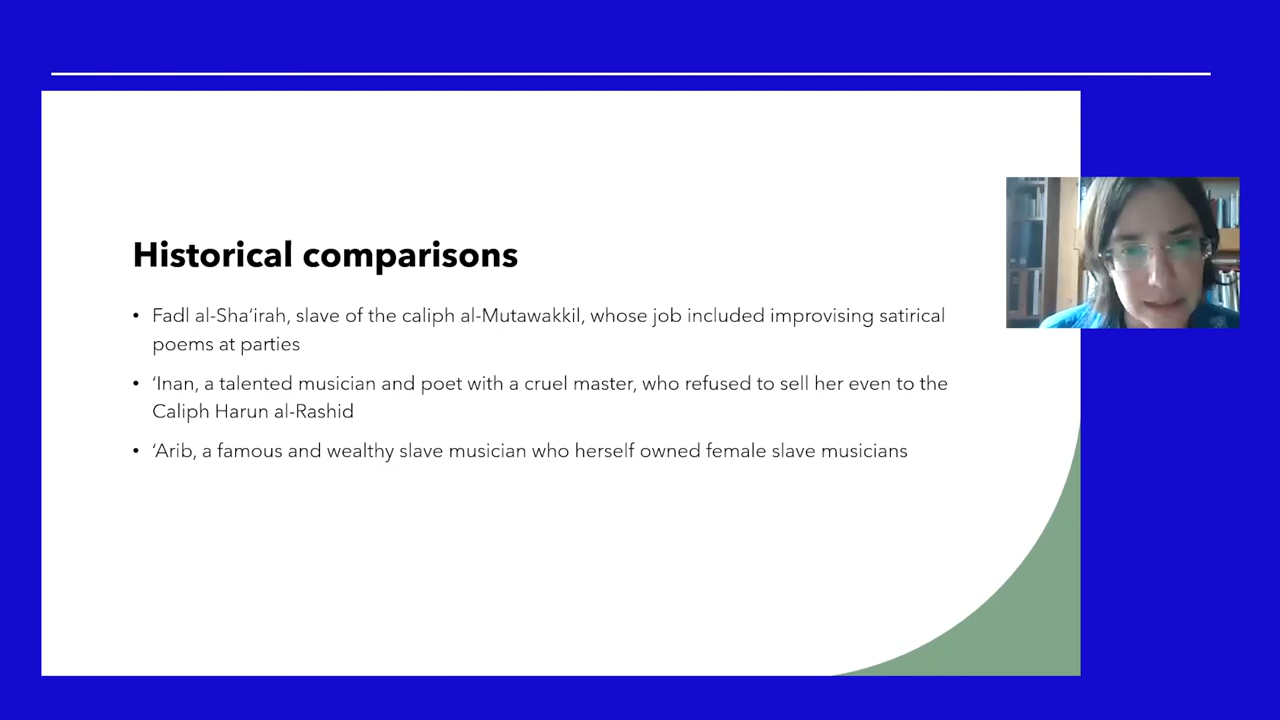 Historical comparisons
• Fadl al-Sha‘irah, slave of the caliph al-Mutawakkil, whose job included improvising satirical
poems at parties
• ‘Inan, a talented musician and poet with a cruel master, who refused to sell her even to the
Caliph Harun al-Rashid
• ‘Arib, a famous and wealthy slave musician who herself owned female slave musicians